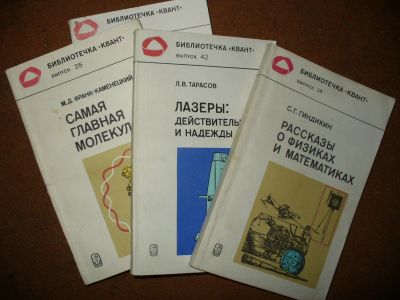 БИБЛИОТЕЧКА «КВАНТ»
БИБЛИОТЕЧКА «КВАНТ»
ВЫПУСК 25
М.Д. ФРАНК-КАМЕНЕЦКИЙ
САМАЯ
ГЛАВНАЯ
МОЛЕКУЛ
БИБЛИОТЕЧКА «КВАНТ»
ВЫПУСК 42
Л.В. ТАРАСОВ
ЛАЗЕРЫ:
ДЕЙСТВИТЕЛЬ
И НАДЕЖДЫ
БИБЛИОТЕЧКА «КВАНТ»
ВЫПУСК 14
С.Г. ГИНДИКИН
РАССКАЗЫ
О ФИЗИКАХ
И МАТЕМАТИКАХ